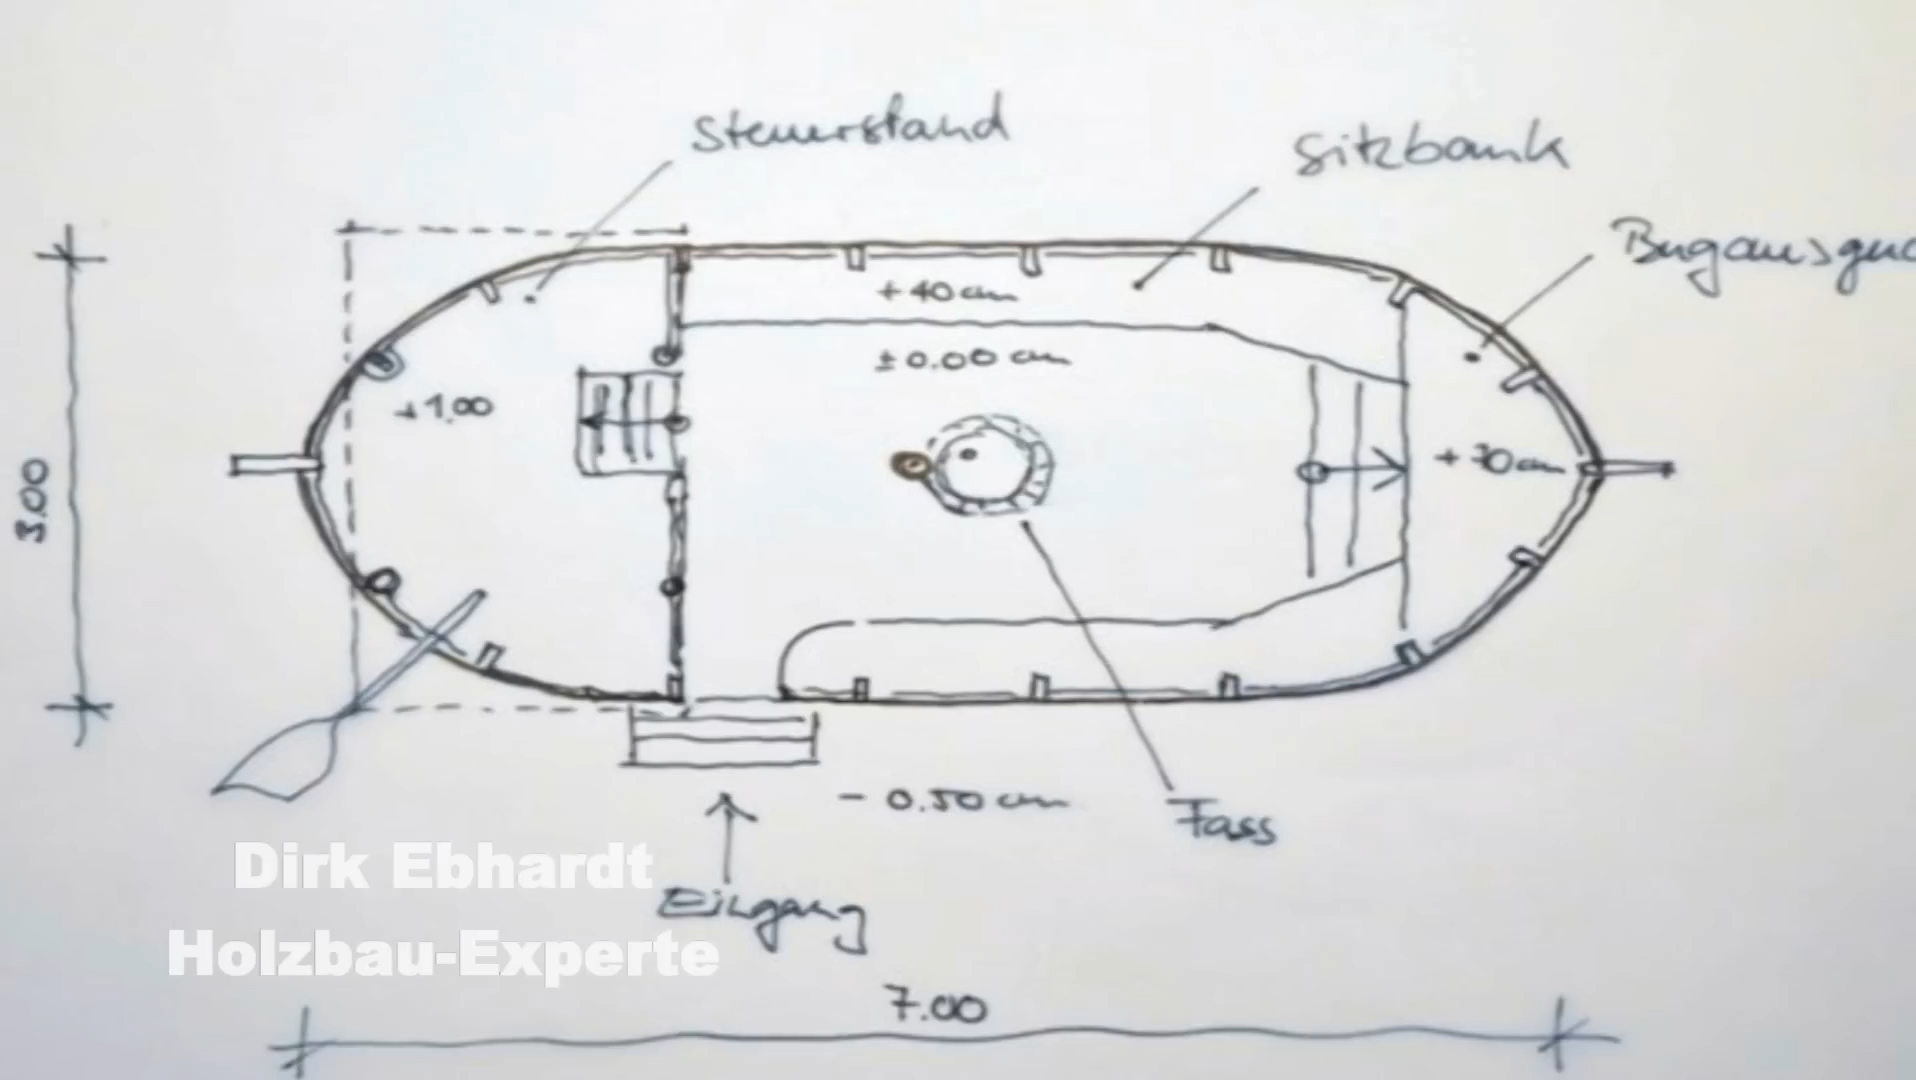 Steuerstand
Sitzbank
Bugausgu
+40 cm
±0.00 cm
+1.00
+70 cm
3.00
- 0.50 cm
Fass
Dirk Ebhardt
Holzbau-Experte
Eingang
7.00